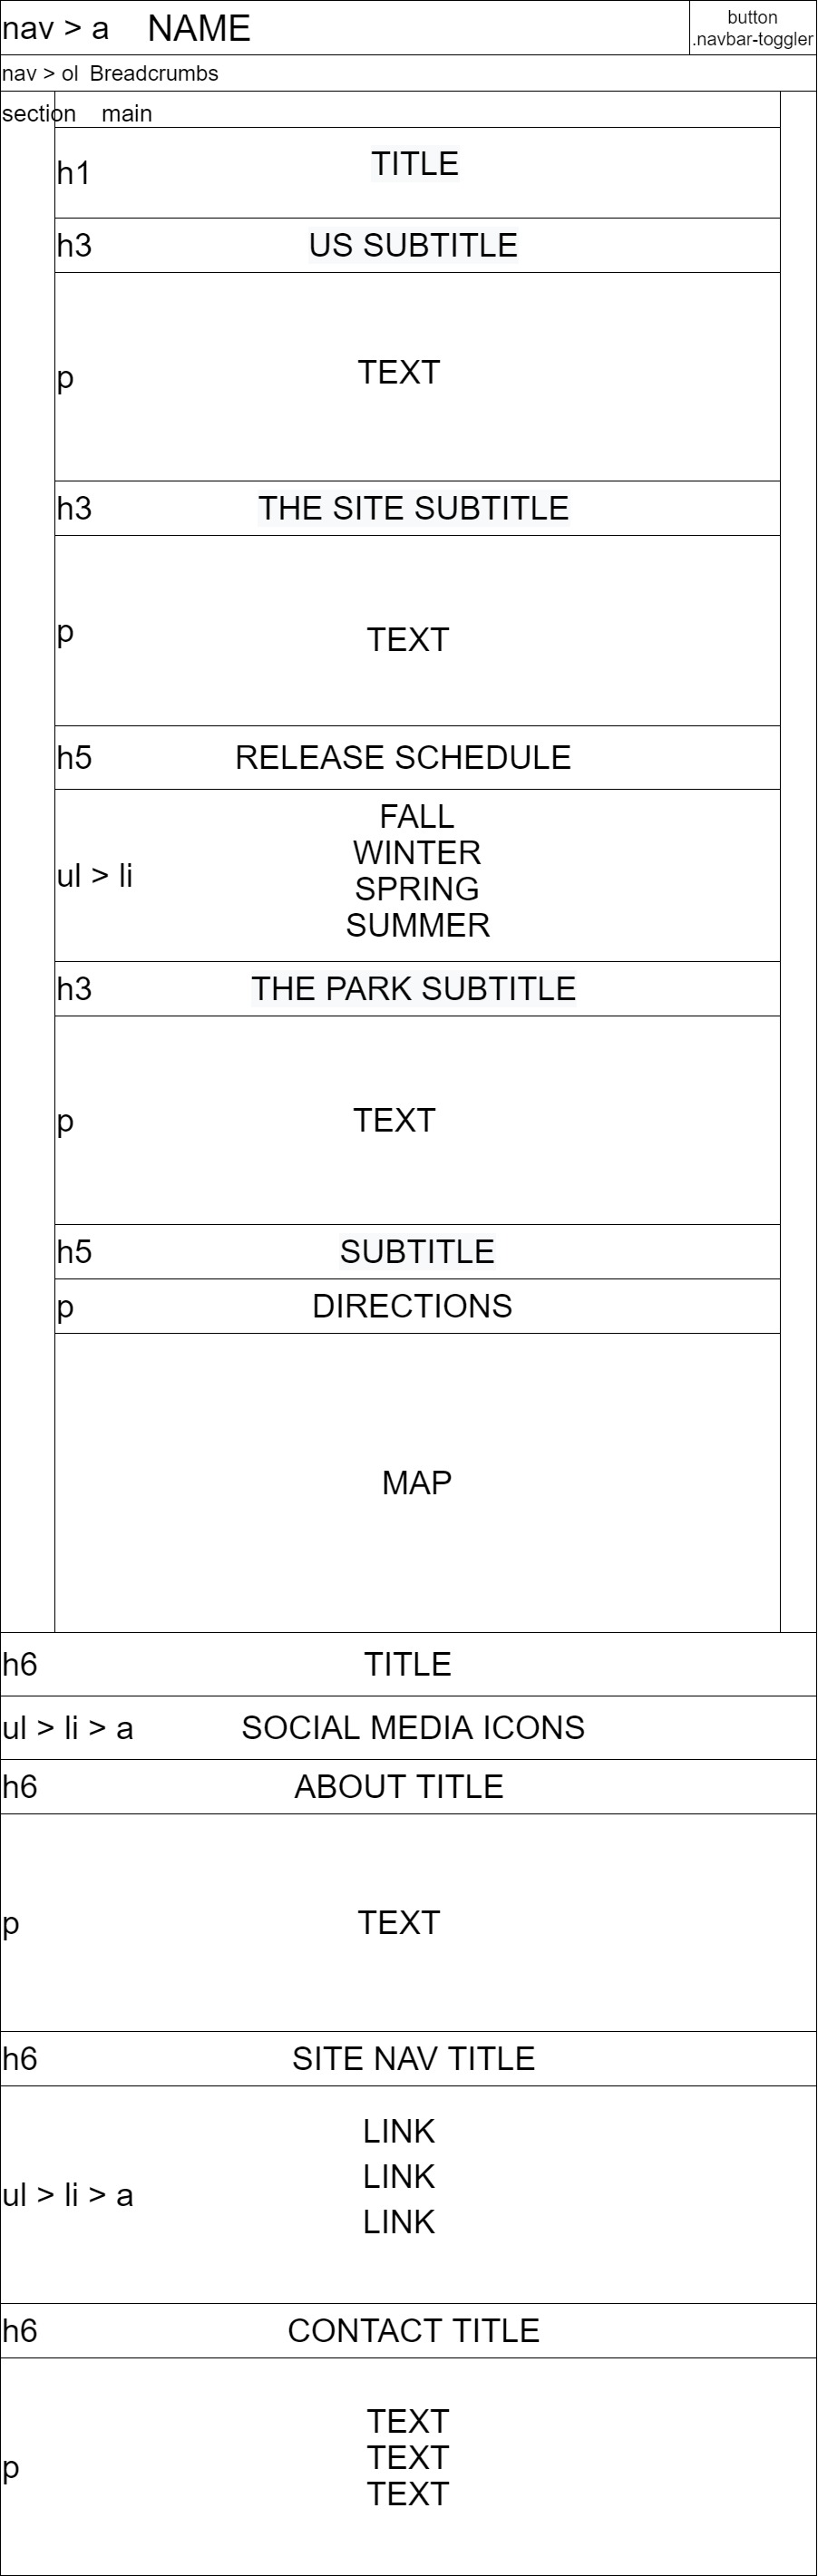 nav > a NAME
button
.navbar-toggler
nav > ol Breadcrumbs
section main
h1 TITLE
h3 US SUBTITLE
p TEXT
h3 THE SITE SUBTITLE
p TEXT
h5 RELEASE SCHEDULE
ul > li
FALL
WINTER
SPRING
SUMMER
h3 THE PARK SUBTITLE
p TEXT
h5 SUBTITLE
p DIRECTIONS
MAP
h6 TITLE
ul > li > a SOCIAL MEDIA ICONS
h6 ABOUT TITLE
p TEXT
h6 SITE NAV TITLE
ul > li > a
LINK
LINK
LINK
h6 CONTACT TITLE
p
TEXT
TEXT
TEXT